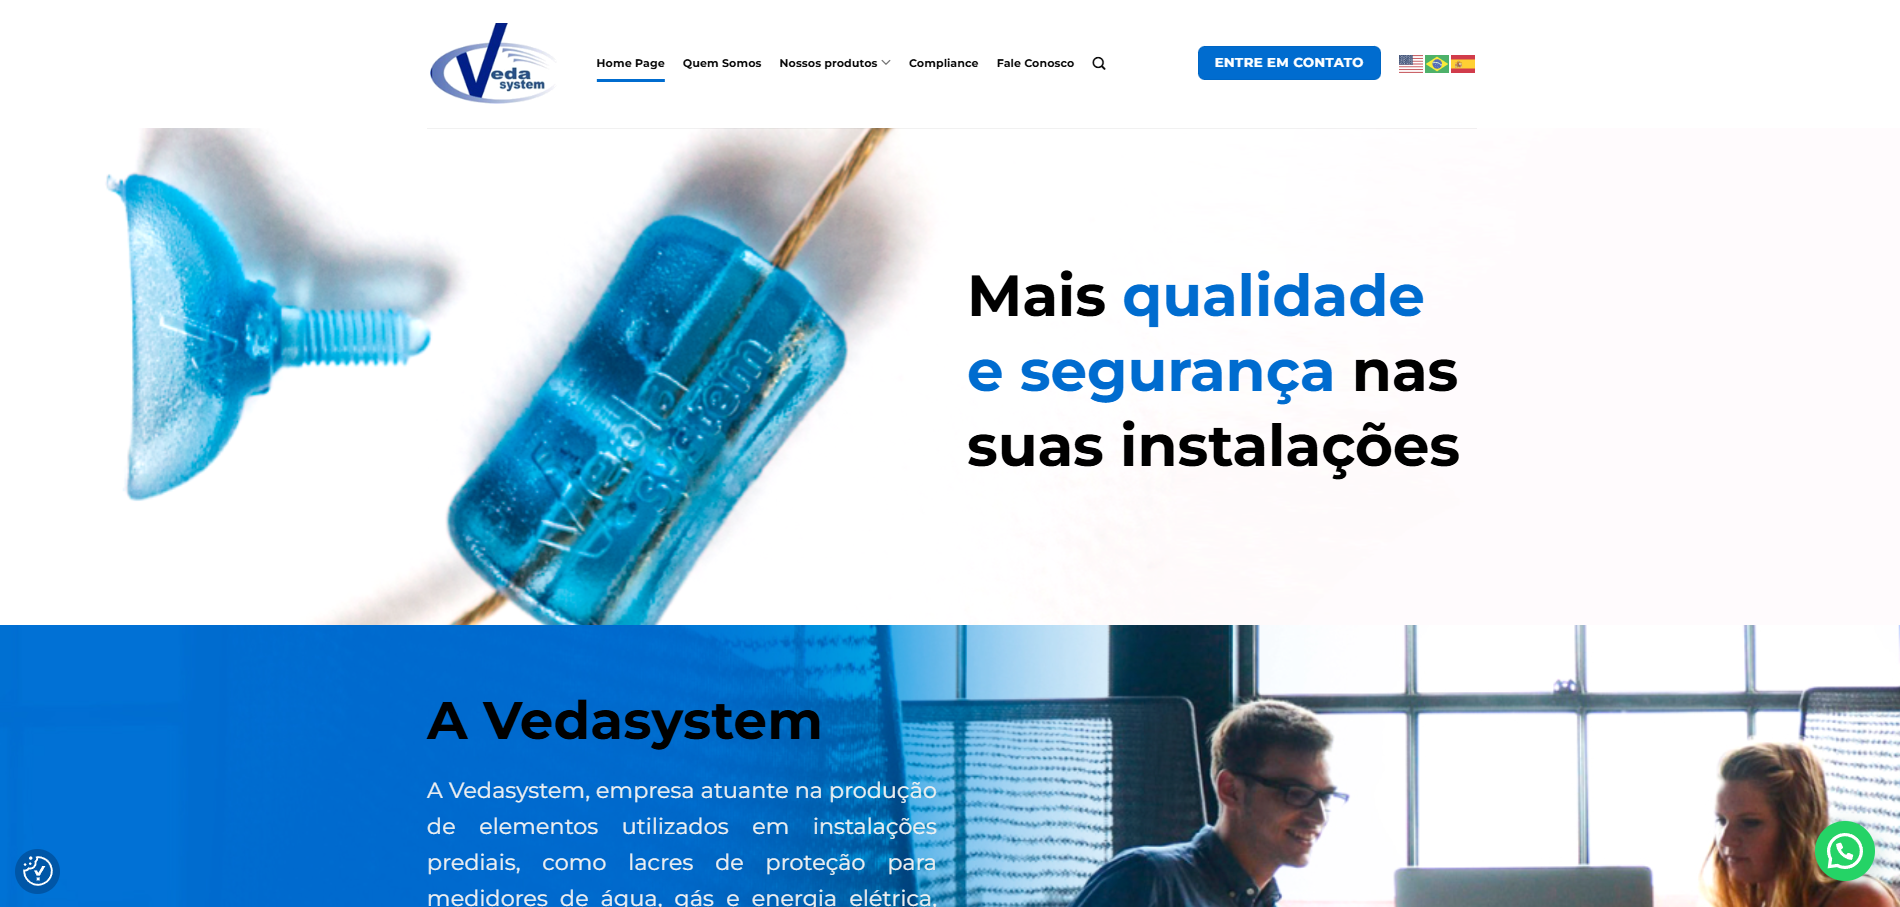 Veda
system
Home Page
Quem Somos
Nossos produtos
Compliance
Fale Conosco
ENTRE EM CONTATO
Mais qualidade
e segurança nas
suas instalações
Veda
system
A Vedasystem
A Vedasystem, empresa atuante na produção
de elementos utilizados em instalações
prediais, como lacres de proteção para
medidores de água, gás e energia elétrica,